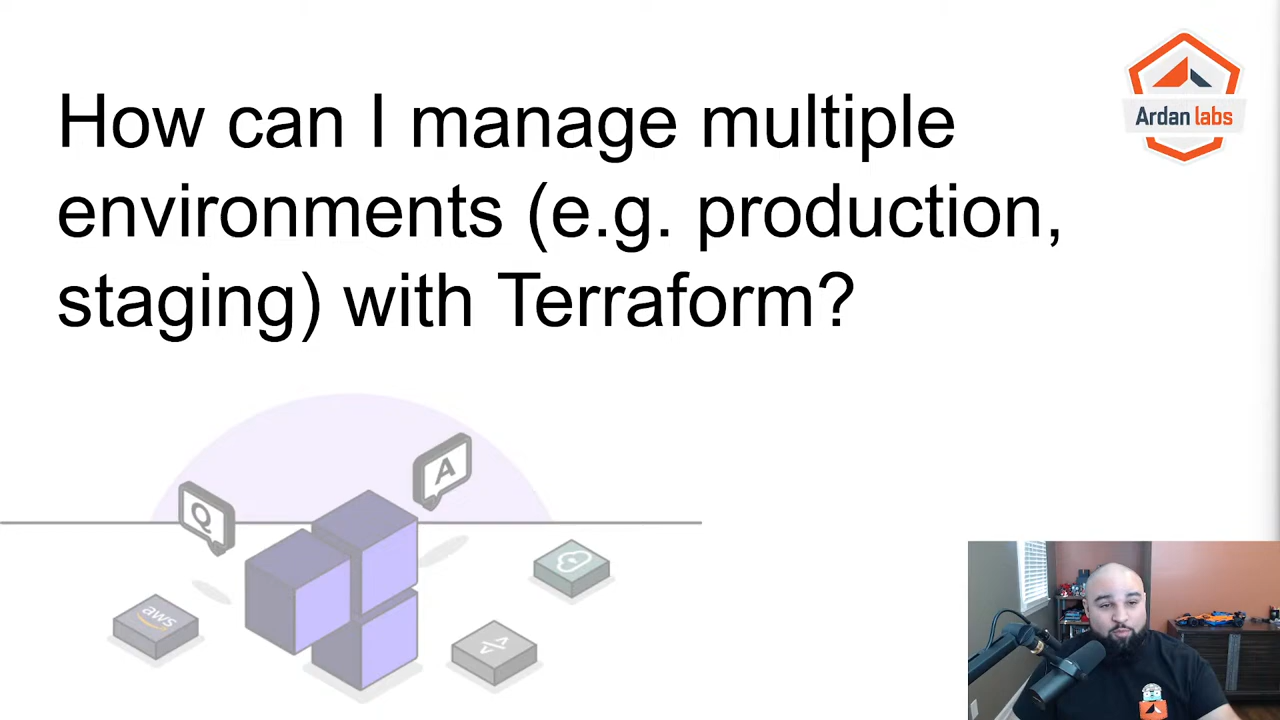 How can I manage multiple
environments (e.g. production,
staging) with Terraform?
Ardan labs
Q
A
aws